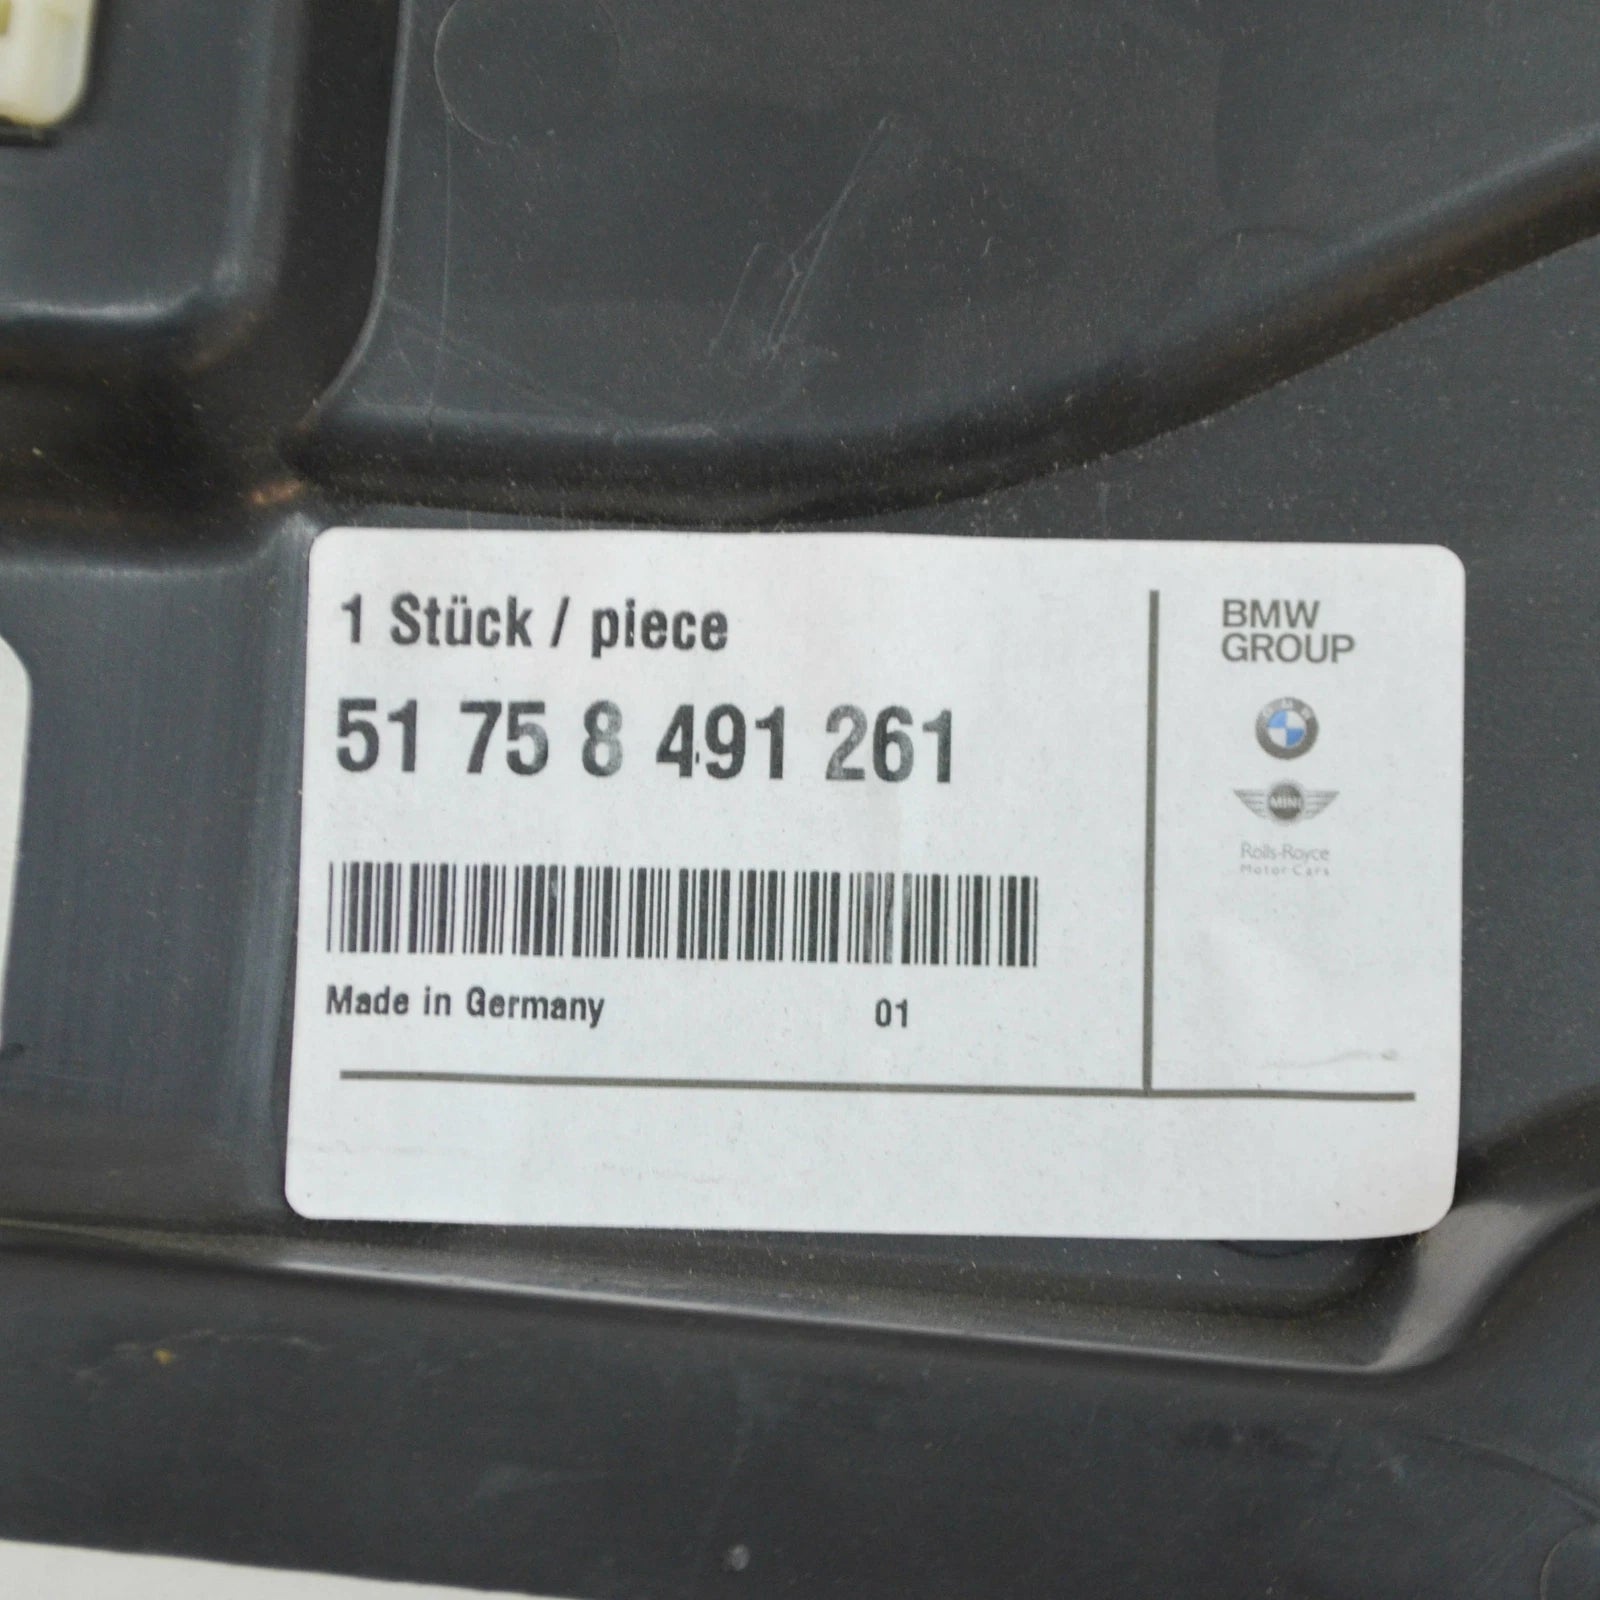 1 Stück / piece
51 75 8 491 261
Made in Germany 01
BMW
GROUP
BMW
MINI
Rolls-Royce
Motor Cars